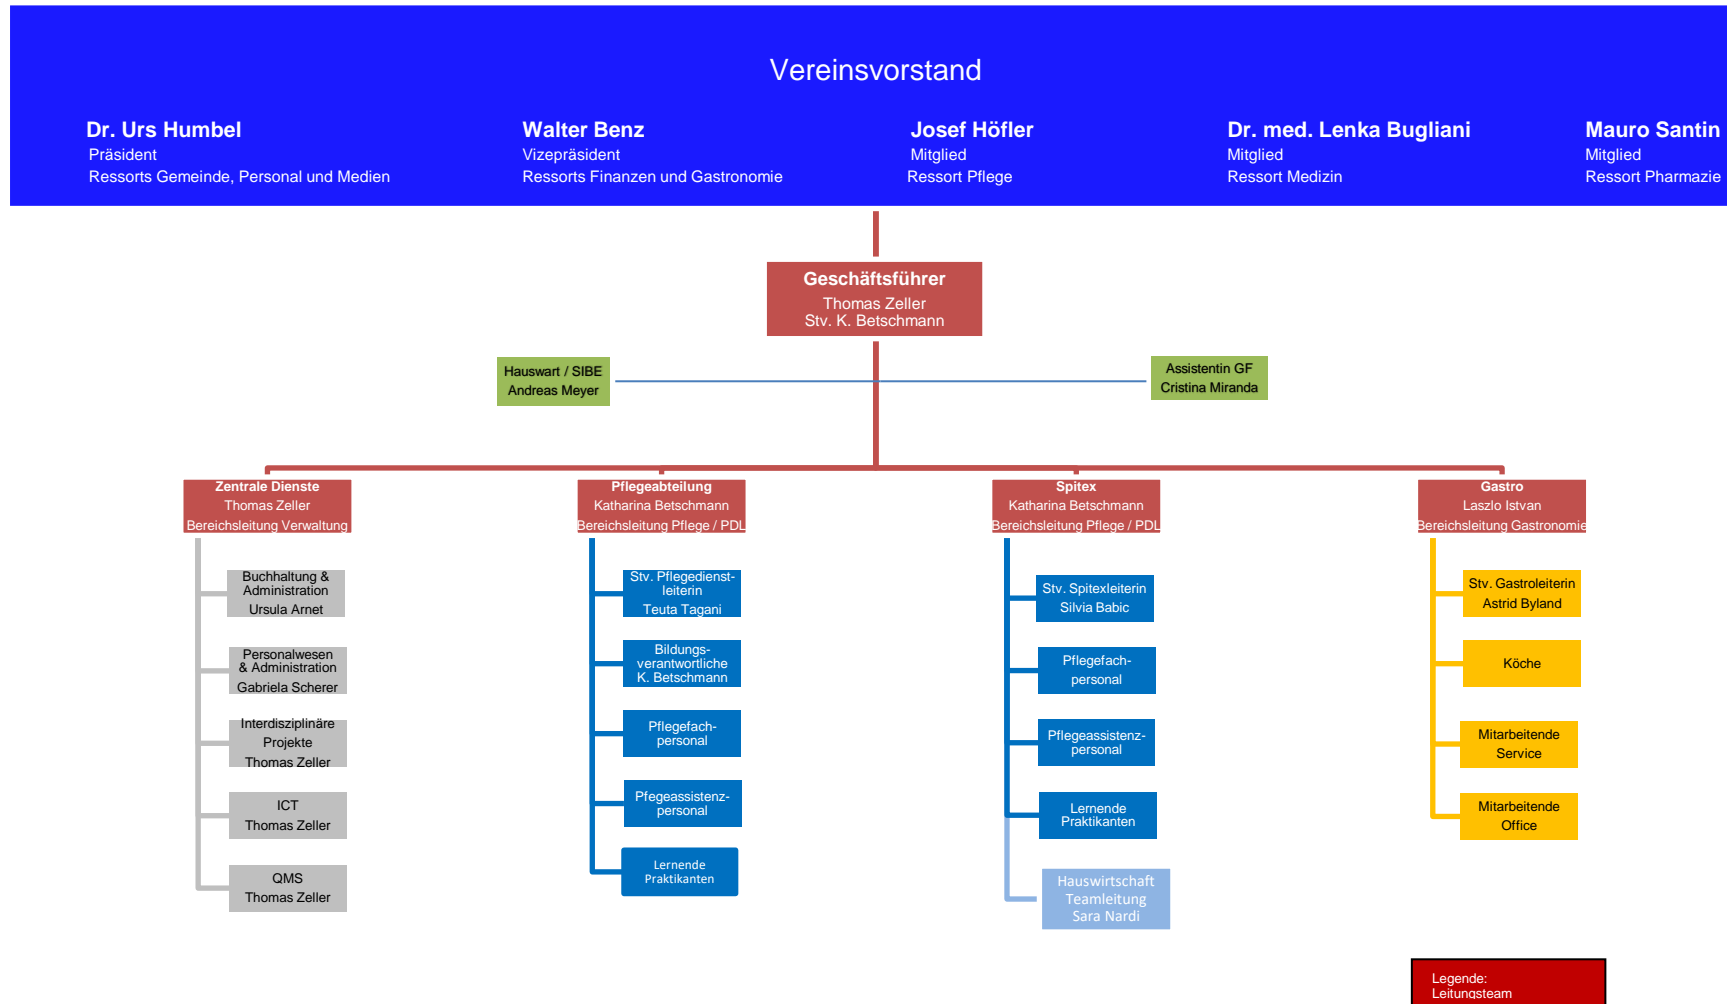 Vereinsvorstand
Dr. Urs Humbel
Präsident
Ressorts Gemeinde, Personal und Medien
Walter Benz
Vizepräsident
Ressorts Finanzen und Gastronomie
Josef Höfler
Mitglied
Ressort Pflege
Dr. med. Lenka Bugliani
Mitglied
Ressort Medizin
Mauro Santin
Mitglied
Ressort Pharmazie
Geschäftsführer
Thomas Zeller
Stv. K. Betschmann
Hauswart / SIBE
Andreas Meyer
Assistentin GF
Cristina Miranda
Zentrale Dienste
Thomas Zeller
Bereichsleitung Verwaltung
Buchhaltung &
Administration
Ursula Arnet
Personalwesen
& Administration
Gabriela Scherer
Interdisziplinäre
Projekte
Thomas Zeller
ICT
Thomas Zeller
QMS
Thomas Zeller
Pflegeabteilung
Katharina Betschmann
Bereichsleitung Pflege / PDL
Stv. Pflegedienst-
leiterin
Teuta Tagani
Bildungs-
verantwortliche
K. Betschmann
Pflegefach-
personal
Pfegeassistenz-
personal
Lernende
Praktikanten
Spitex
Katharina Betschmann
Bereichsleitung Pflege / PDL
Stv. Spitexleiterin
Silvia Babic
Pflegefach-
personal
Pflegeassistenz-
personal
Lernende
Praktikanten
Hauswirtschaft
Teamleitung
Sara Nardi
Gastro
Laszlo Istvan
Bereichsleitung Gastronomie
Stv. Gastroleiterin
Astrid Byland
Köche
Mitarbeitende
Service
Mitarbeitende
Office
Legende:
Leitungsteam